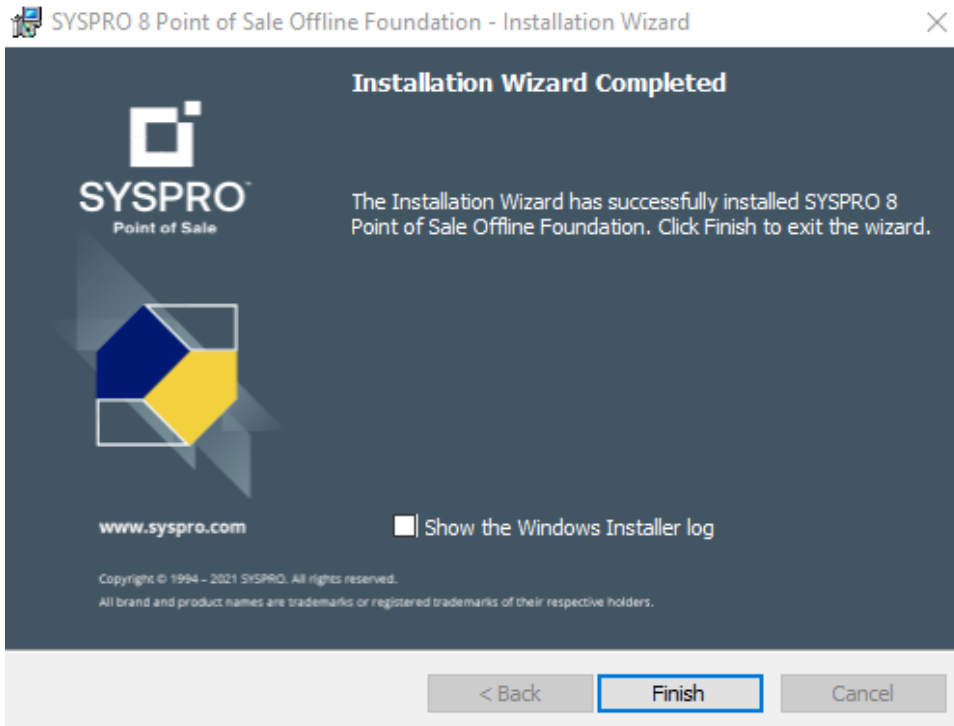 SYSPRO 8 Point of Sale Offline Foundation - Installation Wizard
Installation Wizard Completed
SYSPRO
Point of Sale
The Installation Wizard has successfully installed SYSPRO 8
Point of Sale Offline Foundation. Click Finish to exit the wizard.
www.syspro.com
Show the Windows Installer log
Copyright © 1994 – 2021 SYSPRO. All rights reserved.
All brand and product names are trademarks or registered trademarks of their respective holders.
< Back
Finish
Cancel